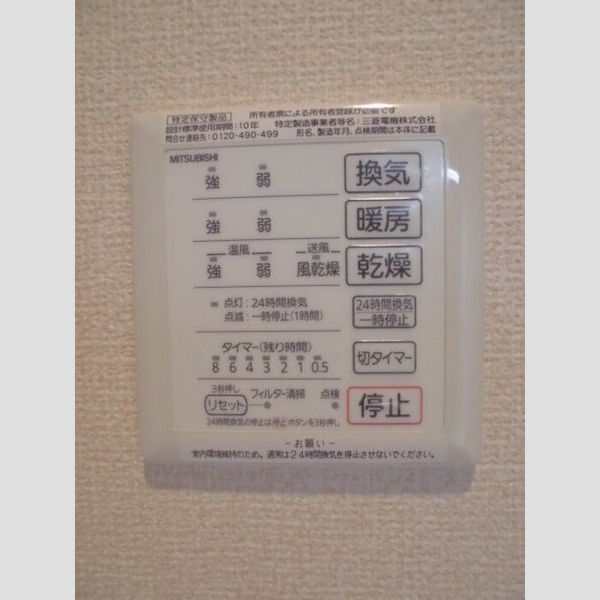 特定保守製品 所有者票による所有者登録が必要です
設計標準使用期間:10年 特定製造事業者等名:三菱電機株式会社
問合せ連絡先:0120-490-499 形名、製造年月、点検期間は本体に記載
MITSUBISHI
強 弱 換気
強 弱 暖房
温風 送風
強 弱 風乾燥 乾燥
点灯:24時間換気
点滅:一時停止(1時間)
24時間換気
一時停止
タイマー(残り時間)
8 6 4 3 2 1 0.5
切タイマー
3秒押し
リセット フィルター清掃 点検
停止
24時間換気の停止は停止ボタンを3秒押し
-お願い-
室内環境維持のため、通常は24時間換気を停止させないでください。